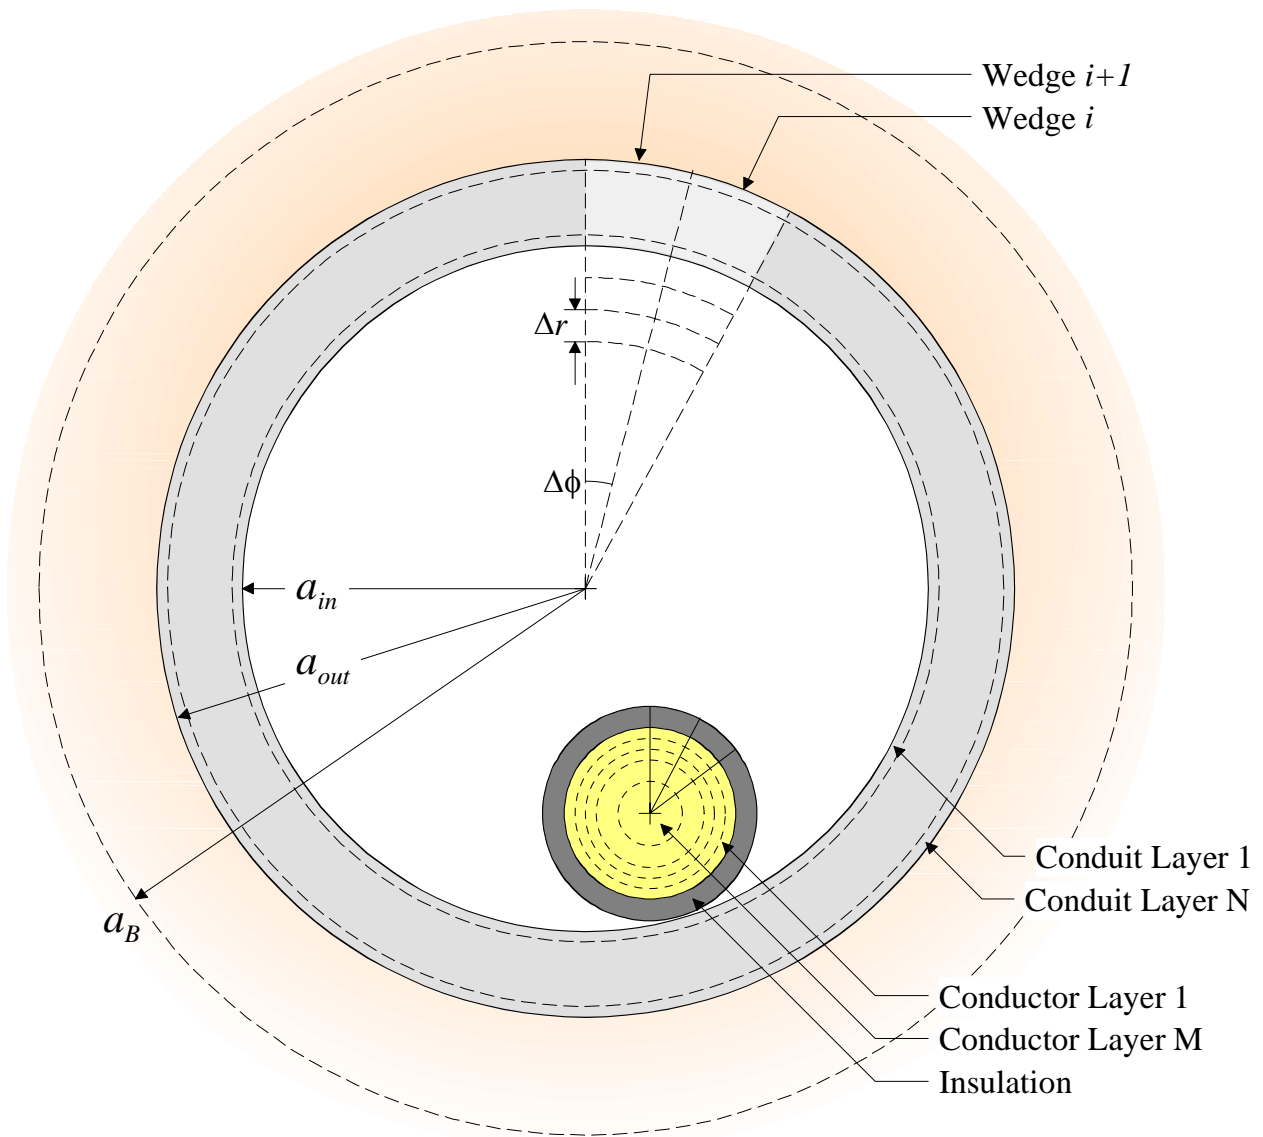 Wedge i+1
Wedge i
Δr
Δϕ
a_in
a_out
a_B
Conduit Layer 1
Conduit Layer N
Conductor Layer 1
Conductor Layer M
Insulation